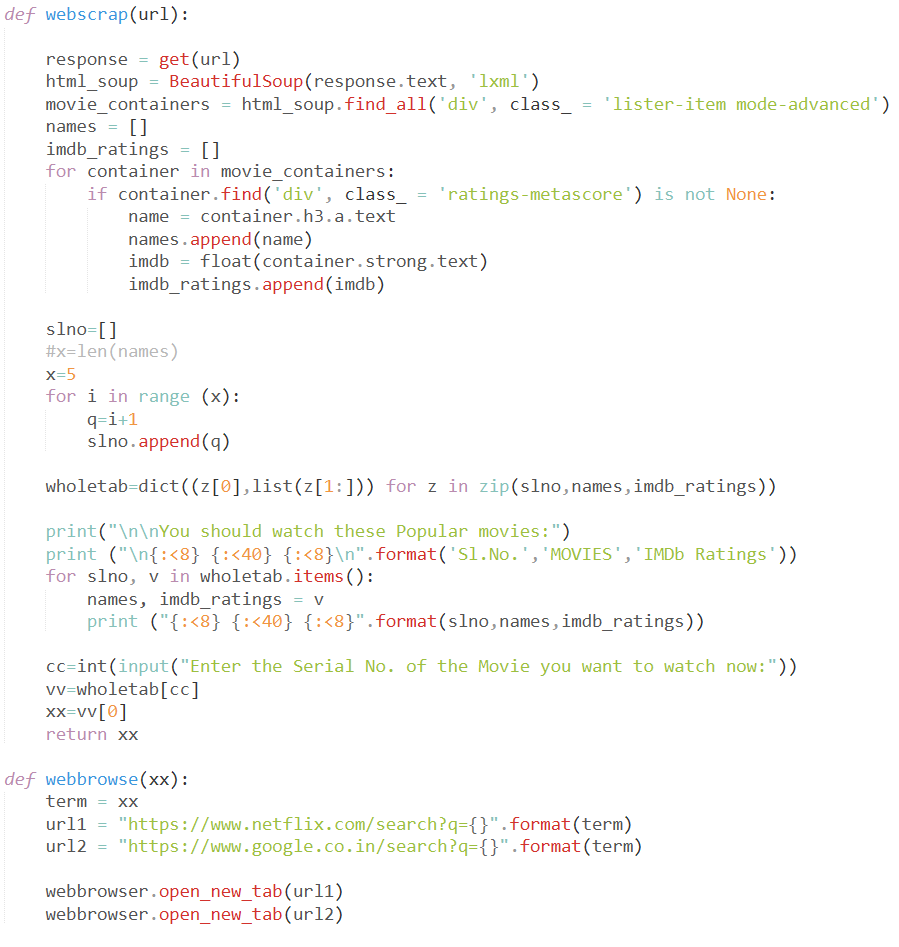 def webscrap(url):
    response = get(url)
    html_soup = BeautifulSoup(response.text, 'lxml')
    movie_containers = html_soup.find_all('div', class_ = 'lister-item mode-advanced')
    names = []
    imdb_ratings = []
    for container in movie_containers:
        if container.find('div', class_ = 'ratings-metascore') is not None:
            name = container.h3.a.text
            names.append(name)
            imdb = float(container.strong.text)
            imdb_ratings.append(imdb)
    slno=[]
    #x=len(names)
    x=5
    for i in range (x):
        q=i+1
        slno.append(q)
    wholetab=dict((z[0],list(z[1:])) for z in zip(slno,names,imdb_ratings))
    print("\n\nYou should watch these Popular movies:")
    print ("\n{:<8} {:<40} {:<8}\n".format('Sl.No.','MOVIES','IMDb Ratings'))
    for slno, v in wholetab.items():
        names, imdb_ratings = v
        print ("{:<8} {:<40} {:<8}".format(slno,names,imdb_ratings))
    cc=int(input("Enter the Serial No. of the Movie you want to watch now:"))
    vv=wholetab[cc]
    xx=vv[0]
    return xx
def webbrowse(xx):
    term = xx
    url1 = "https://www.netflix.com/search?q={}".format(term)
    url2 = "https://www.google.co.in/search?q={}".format(term)
    webbrowser.open_new_tab(url1)
    webbrowser.open_new_tab(url2)